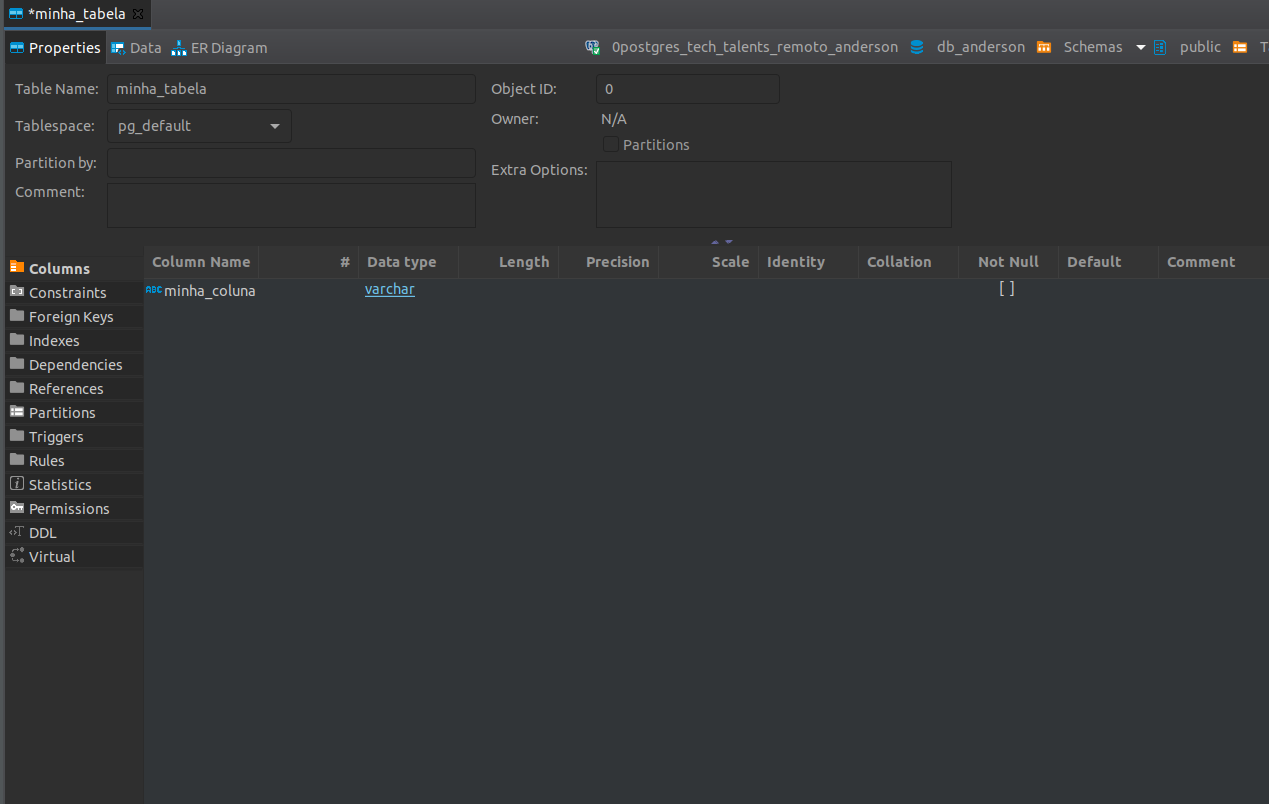 *minha_tabela
Properties Data ER Diagram 0postgres_tech_talents_remoto_anderson db_anderson Schemas public T
Table Name: minha_tabela Object ID: 0
Tablespace: pg_default Owner: N/A
Partitions
Partition by: Extra Options:
Comment:
Column Name # Data type Length Precision Scale Identity Collation Not Null Default Comment
ABC minha_coluna varchar [ ]
Columns
Constraints
Foreign Keys
Indexes
Dependencies
References
Partitions
Triggers
Rules
Statistics
Permissions
DDL
Virtual